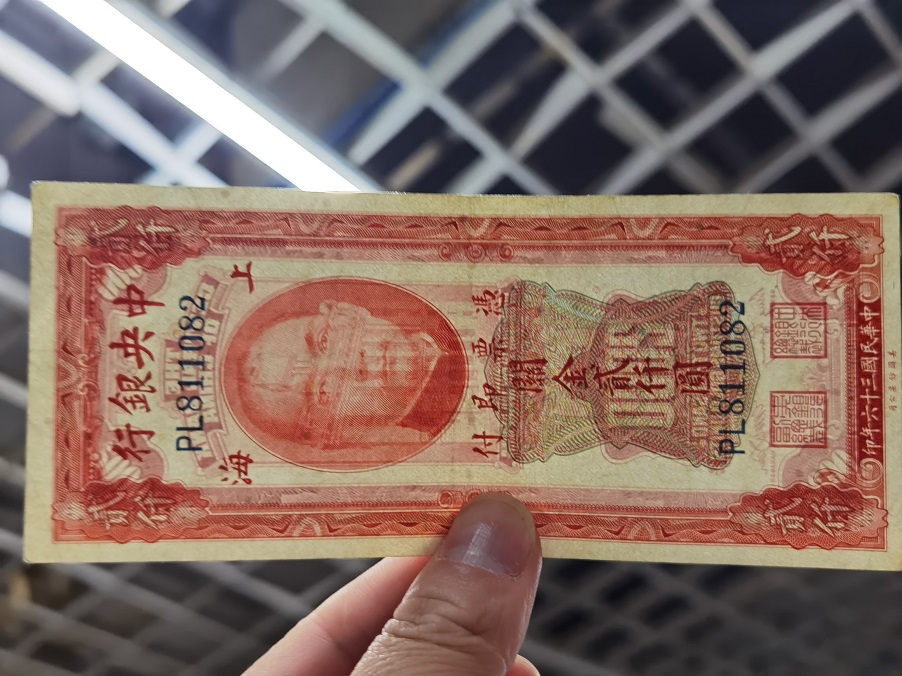 貳仟
貳仟
中央銀行
PL811082
上海
憑票即付
關金貳仟圓
PL811082
中華民國三十六年印
貳仟
貳仟